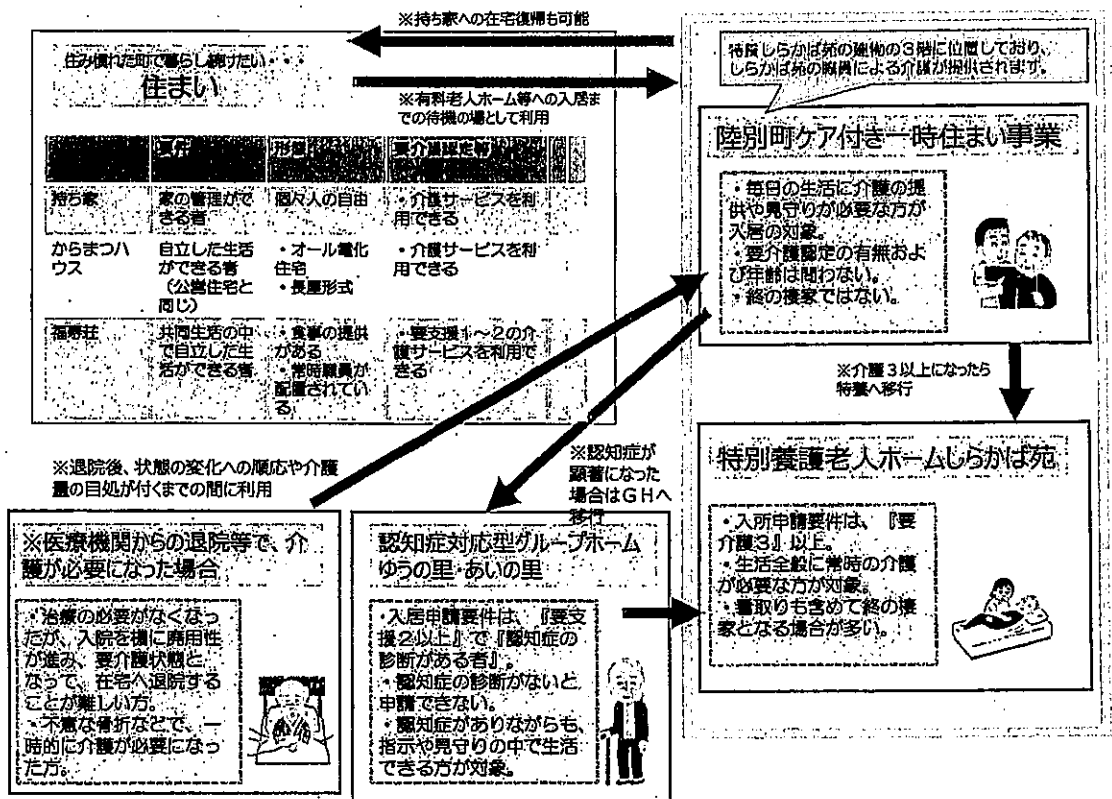 ※持ち家への在宅復帰も可能
住み慣れた町で暮らし続けたい・・・
住まい
※有料老人ホーム等への入居ま
での待機の場として利用
要件
形態
要介護認定等
持ち家
家の管理がで
きる者
個々人の自由
・介護サービスを利
用できる
からまつハ
ウス
自立した生活
ができる者
(公営住宅と
同じ)
・オール電化
住宅
・長屋形式
・介護サービスを利
用できる
福寿荘
共同生活の中
で自立した生
活ができる者
・食事の提供
がある
・常時職員が
配置されてい
る
・要支援1~2の介
護サービスを利用で
きる
特養しらかば苑の建物の3階に位置しており、
しらかば苑の職員による介護が提供されます。
陸別町ケア付き一時住まい事業
・毎日の生活に介護の提
供や見守りが必要な方が
入居の対象。
・要介護認定の有無およ
び年齢は問わない。
・終の棲家ではない。
※介護3以上になったら
特養へ移行
特別養護老人ホームしらかば苑
・入所申請要件は、『要
介護3』以上。
・生活全般に常時の介護
が必要な方が対象。
・看取りも含めて終の棲
家となる場合が多い。
※退院後、状態の変化への順応や介護
量の目処が付くまでの間に利用
※認知症が
顕著になった
場合はGHへ
移行
※医療機関からの退院等で、介
護が必要になった場合
・治療の必要がなくなっ
たが、入院を機に廃用性
が進み、要介護状態と
なって、在宅へ退院する
ことが難しい方。
・不意な骨折などで、一
時的に介護が必要になっ
た方。
認知症対応型グループホーム
ゆうの里・あいの里
・入居申請要件は、『要支
援2以上』で『認知症の
診断がある者』。
・認知症の診断がないと
申請できない。
・認知症がありながらも、
指示や見守りの中で生活
できる方が対象。